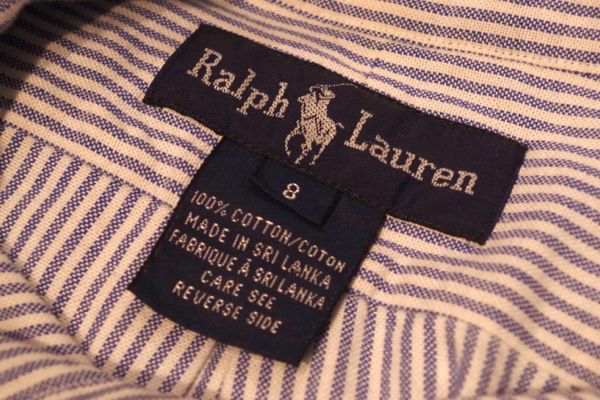 Ralph Lauren
8
100% COTTON/COTON
MADE IN SRI LANKA
FABRIQUE À SRI LANKA
CARE SEE
REVERSE SIDE